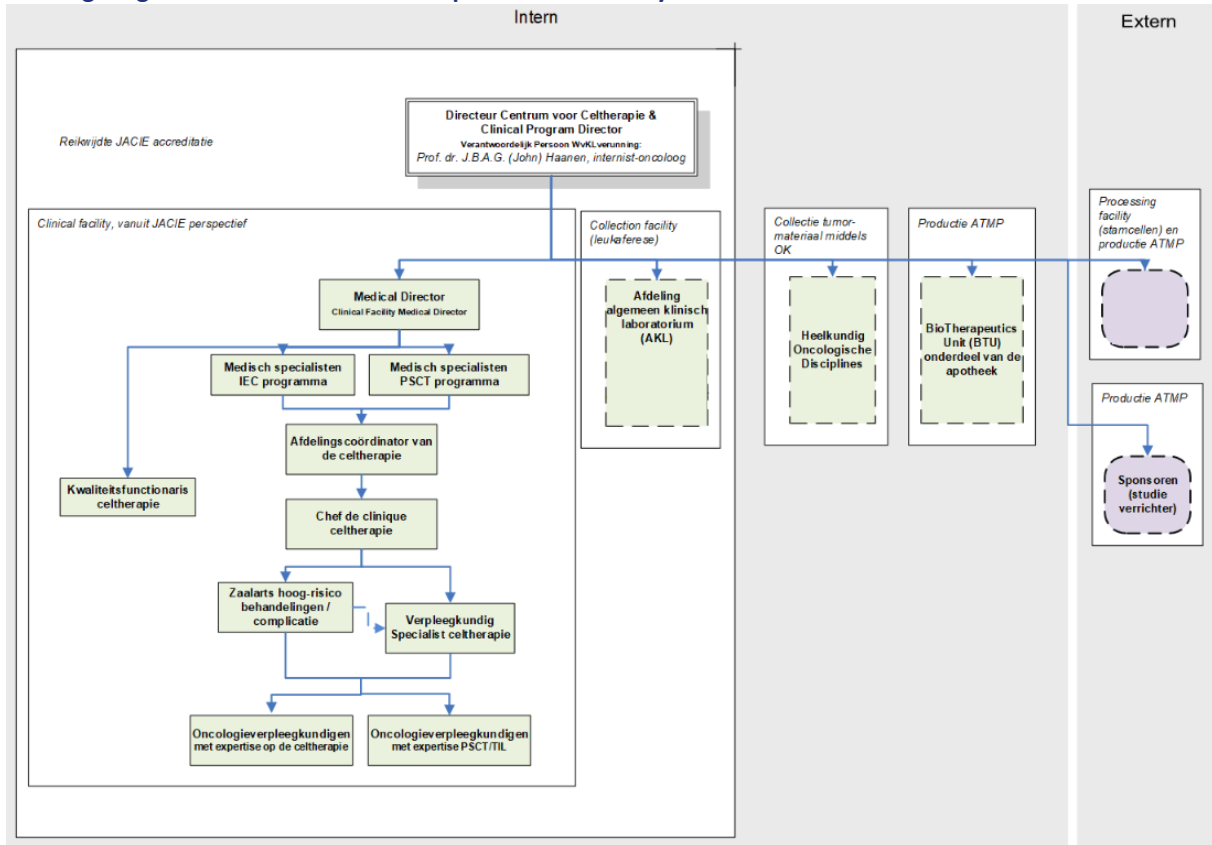 Intern
Extern
Directeur Centrum voor Celtherapie &
Clinical Program Director
Verantwoordelijk Persoon WvKLverunning:
Prof. dr. J.B.A.G. (John) Haanen, internist-oncoloog
Reikwijdte JACIE accreditatie
Clinical facility, vanuit JACIE perspectief
Collection facility
(leukaferese)
Collectie tumor-
materiaal middels
OK
Productie ATMP
Processing
facility
(stamcellen) en
productie ATMP
Medical Director
Clinical Facility Medical Director
Afdeling
algemeen klinisch
laboratorium
(AKL)
Heelkundig
Oncologische
Disciplines
BioTherapeutics
Unit (BTU)
onderdeel van de
apotheek
Medisch specialisten
IEC programma
Medisch specialisten
PSCT programma
Productie ATMP
Afdelingscoördinator van
de celtherapie
Kwaliteitsfunctionaris
celtherapie
Sponsoren
(studie
verrichter)
Chef de clinique
celtherapie
Zaalarts hoog-risico
behandelingen /
complicatie
Verpleegkundig
Specialist celtherapie
Oncologieverpleegkundigen
met expertise op de celtherapie
Oncologieverpleegkundigen
met expertise PSCT/TIL